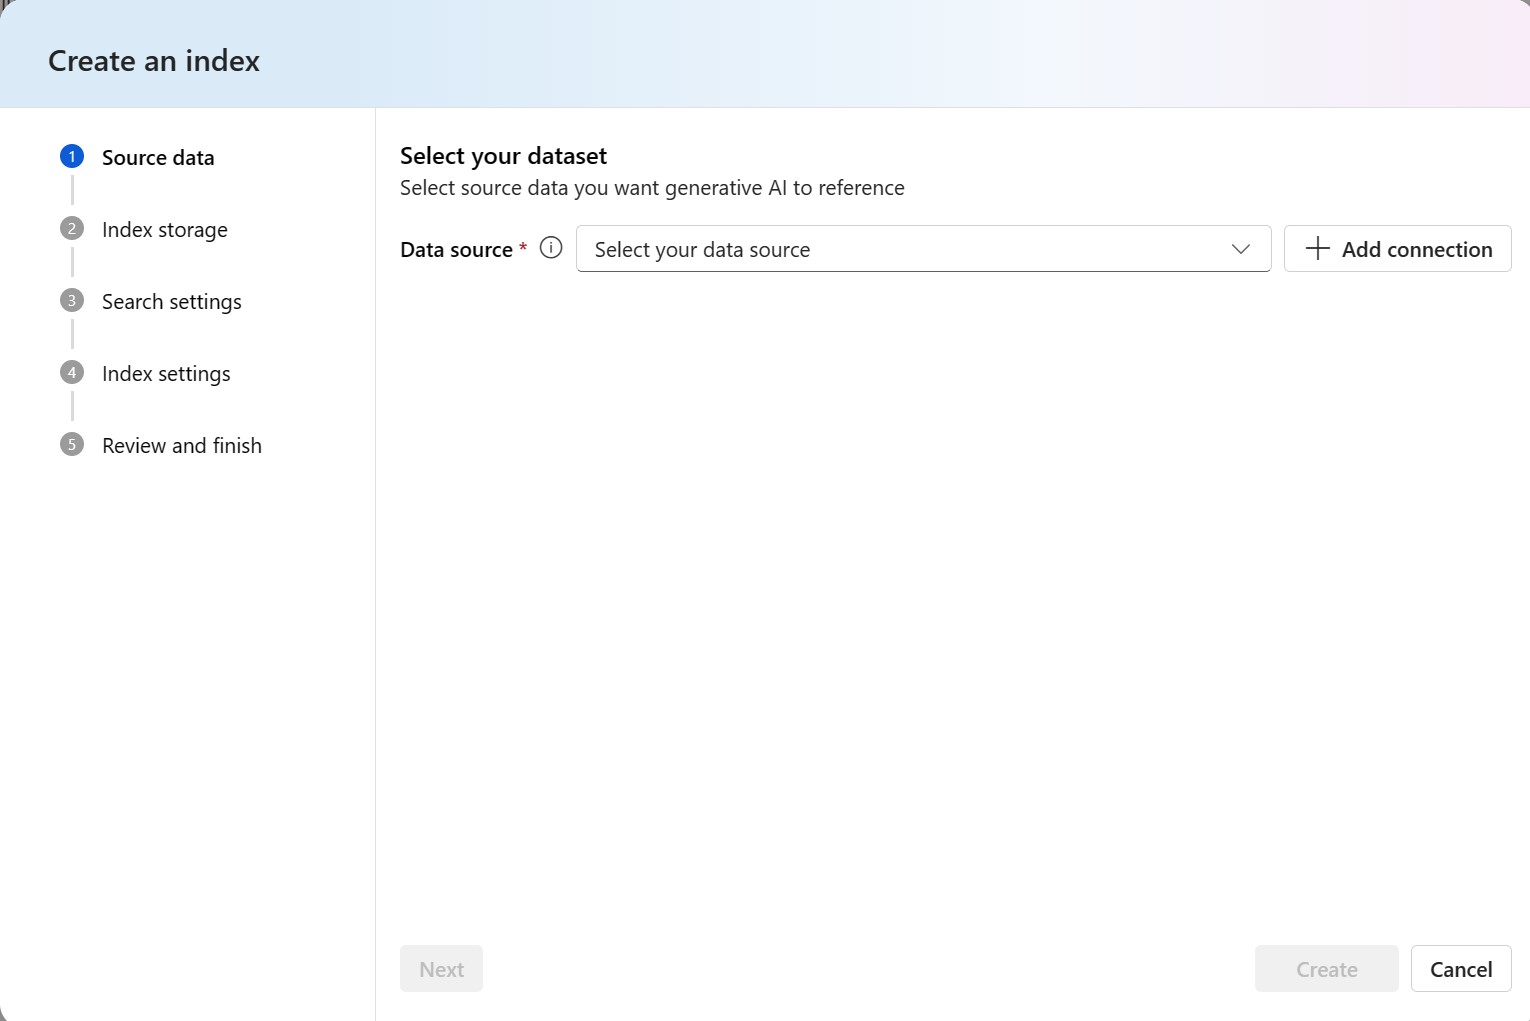 Create an index
1 Source data
2 Index storage
3 Search settings
4 Index settings
5 Review and finish
Select your dataset
Select source data you want generative AI to reference
Data source * Select your data source Add connection
Next Create Cancel